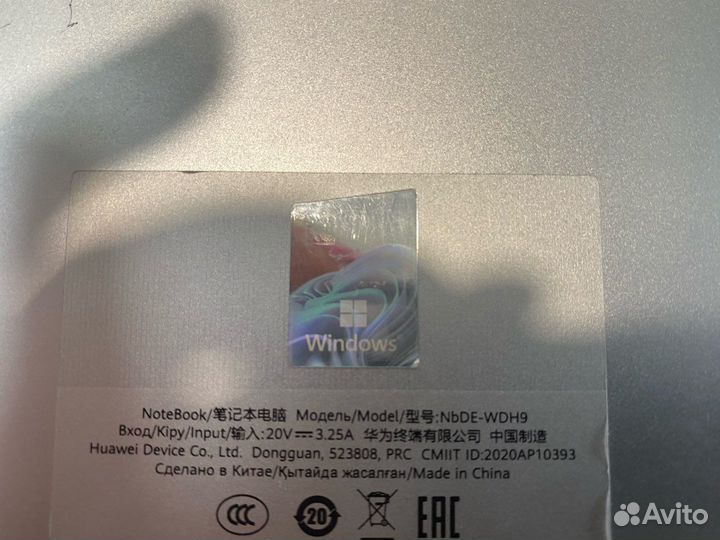 Windows
NoteBook/笔记本电脑 Модель/Model/型号:NbDE-WDH9
Вход/Кіру/Input/输入:20V⎓3.25A 华为终端有限公司 中国制造
Huawei Device Co., Ltd. Dongguan, 523808, PRC CMIIT ID:2020AP10393
Сделано в Китае/Қытайда жасалған/Made in China
CCC 20 EAC
Avito